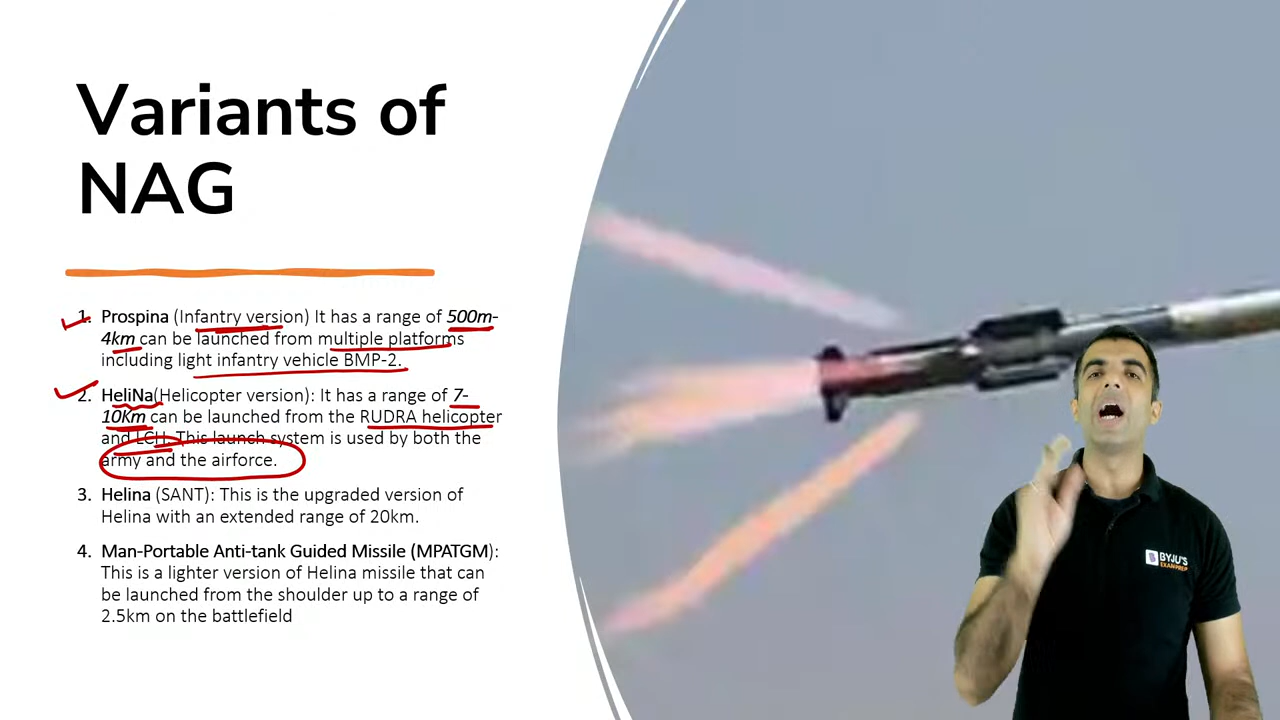 Variants of
NAG
1. Prospina (Infantry version) It has a range of 500m-
4km can be launched from multiple platforms
including light infantry vehicle BMP-2.
2. HeliNa(Helicopter version): It has a range of 7-
10Km can be launched from the RUDRA helicopter
and LCH. This launch system is used by both the
army and the airforce.
3. Helina (SANT): This is the upgraded version of
Helina with an extended range of 20km.
4. Man-Portable Anti-tank Guided Missile (MPATGM):
This is a lighter version of Helina missile that can
be launched from the shoulder up to a range of
2.5km on the battlefield
BYJU'S
EXAM PREP